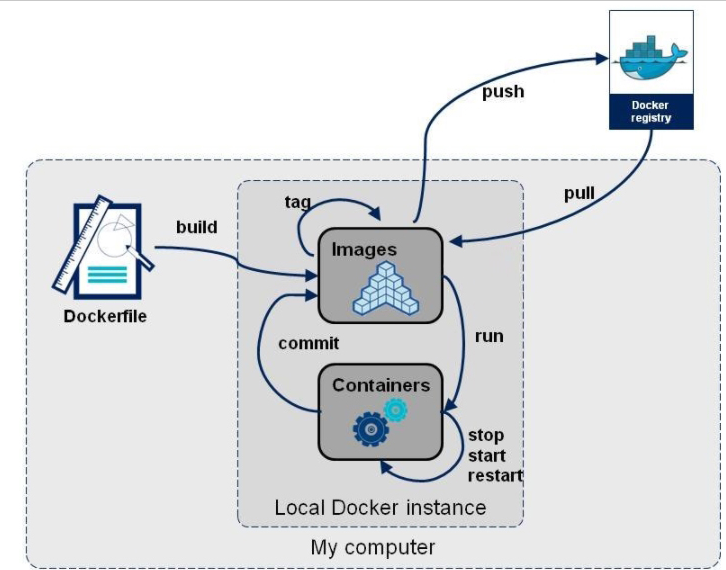 push
Docker
registry
pull
tag
build
Images
Dockerfile
commit
run
Containers
stop
start
restart
Local Docker instance
My computer